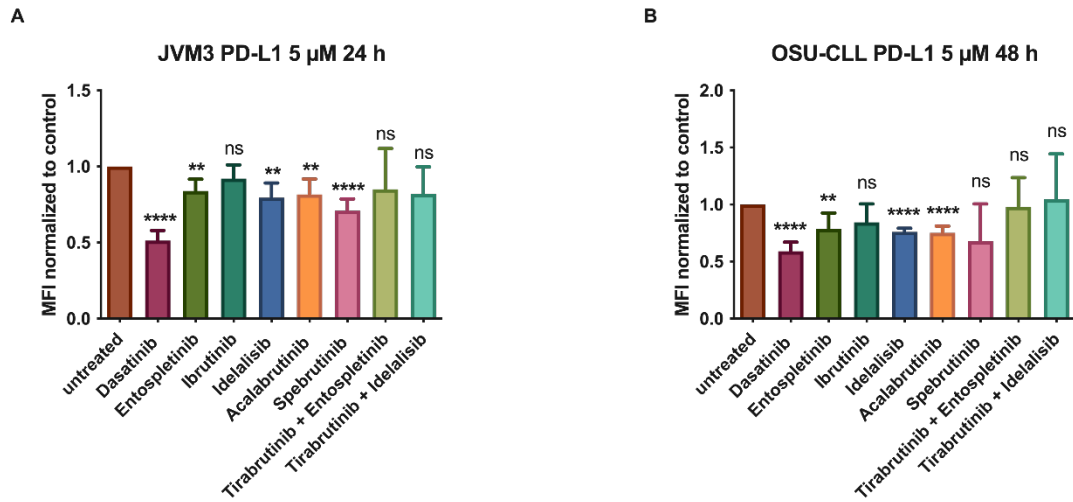 A
JVM3 PD-L1 5 µM 24 h
MFI normalized to control
1.5
1.0
0.5
0.0
****
**
ns
**
**
****
ns
ns
untreated
Dasatinib
Entospletinib
Ibrutinib
Idelalisib
Acalabrutinib
Spebrutinib
Tirabrutinib + Entospletinib
Tirabrutinib + Idelalisib
B
OSU-CLL PD-L1 5 µM 48 h
MFI normalized to control
2.0
1.5
1.0
0.5
0.0
****
**
ns
****
****
ns
ns
ns
untreated
Dasatinib
Entospletinib
Ibrutinib
Idelalisib
Acalabrutinib
Spebrutinib
Tirabrutinib + Entospletinib
Tirabrutinib + Idelalisib